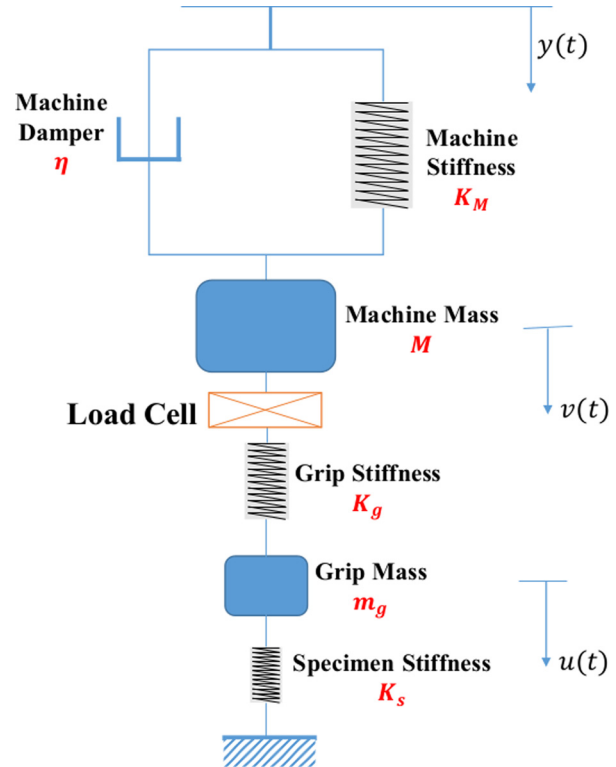 y(t)
Machine
Damper
η
Machine
Stiffness
K_M
Machine Mass
M
Load Cell
v(t)
Grip Stiffness
K_g
Grip Mass
m_g
Specimen Stiffness
K_s
u(t)